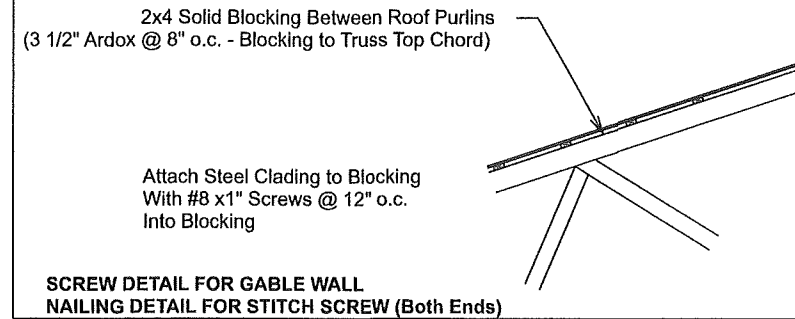 2x4 Solid Blocking Between Roof Purlins
(3 1/2" Ardox @ 8" o.c. - Blocking to Truss Top Chord)
Attach Steel Clading to Blocking
With #8 x1" Screws @ 12" o.c.
Into Blocking
SCREW DETAIL FOR GABLE WALL
NAILING DETAIL FOR STITCH SCREW (Both Ends)